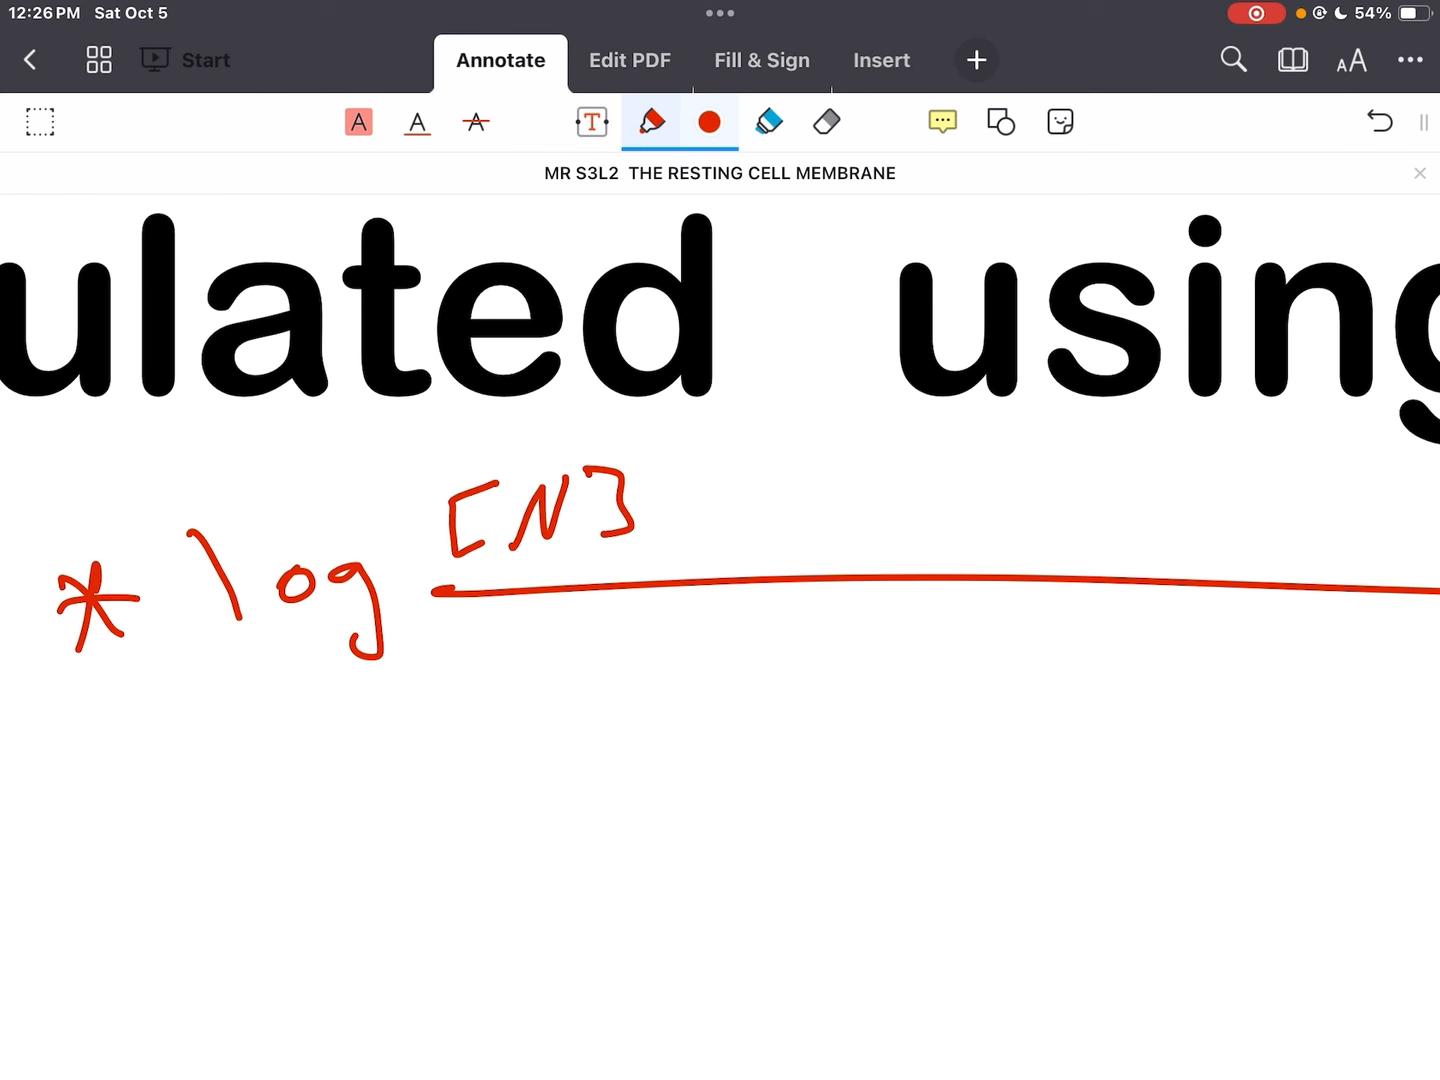 12:26 PM Sat Oct 5 54%
Start Annotate Edit PDF Fill & Sign Insert
A A A T
MR S3L2 THE RESTING CELL MEMBRANE
ulated using
[N]
* log